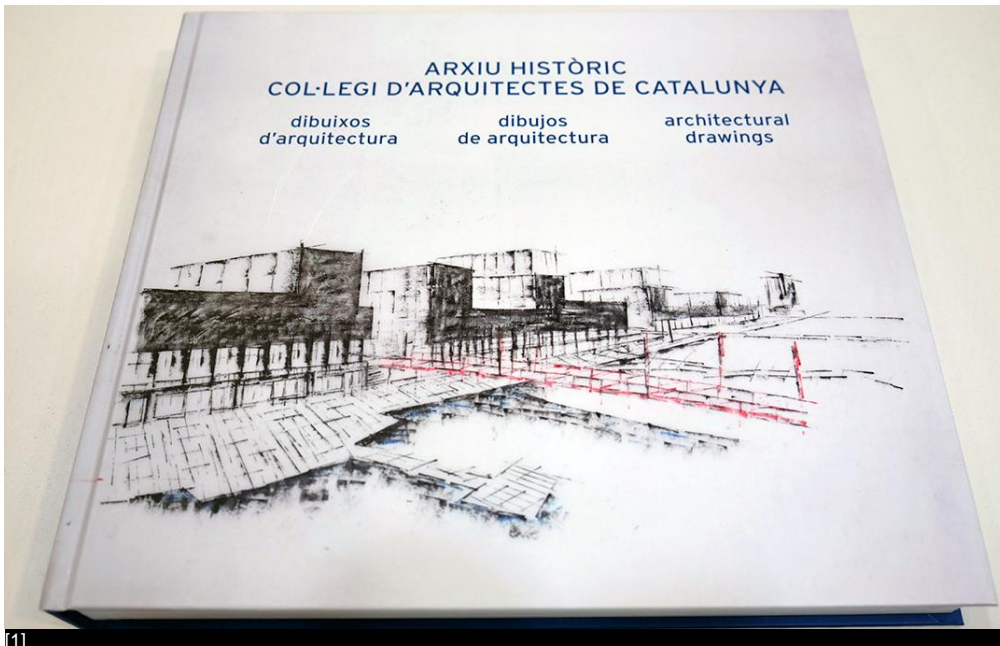 ARXIU HISTÒRIC
COL·LEGI D'ARQUITECTES DE CATALUNYA
dibuixos
d'arquitectura
dibujos
de arquitectura
architectural
drawings
[1]